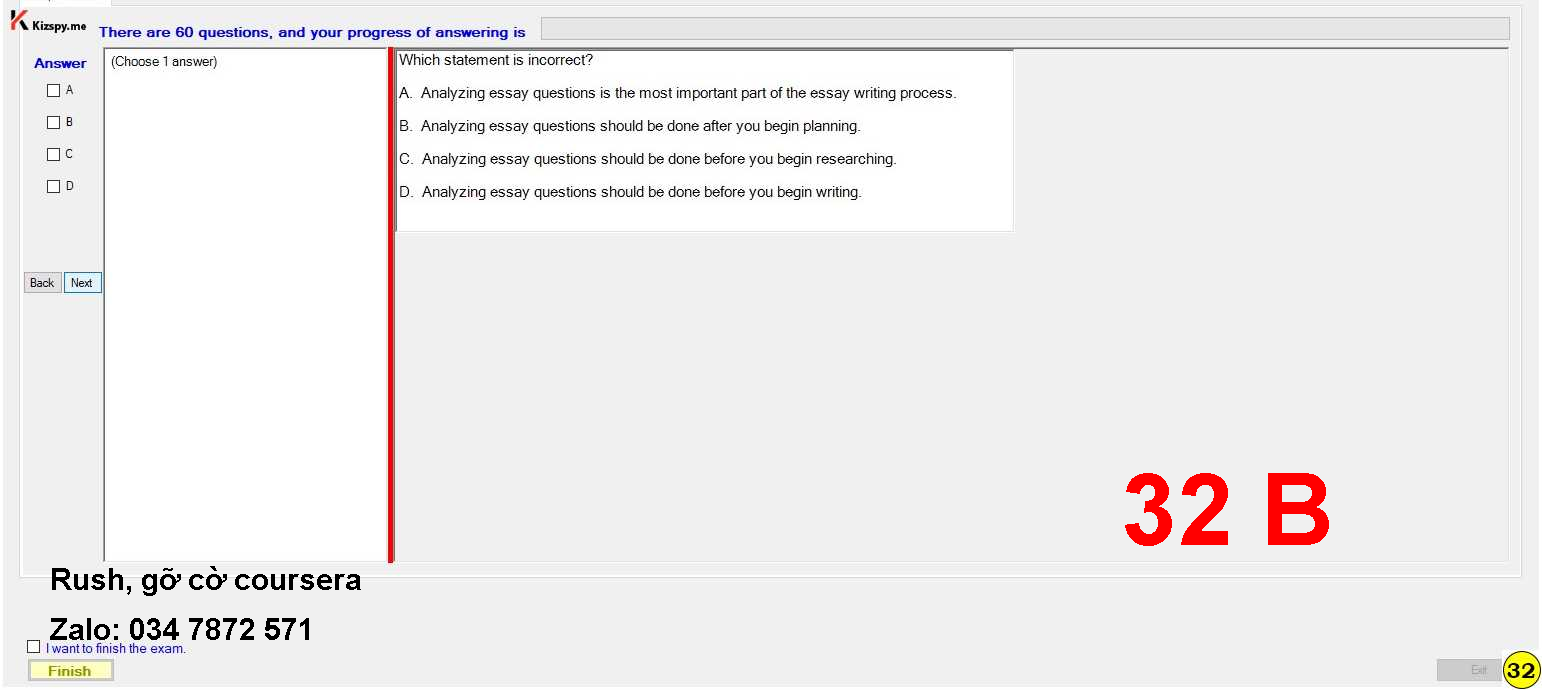 Kizspy.me
There are 60 questions, and your progress of answering is
Answer
A
B
C
D
Back Next
(Choose 1 answer)
Which statement is incorrect?
A. Analyzing essay questions is the most important part of the essay writing process.
B. Analyzing essay questions should be done after you begin planning.
C. Analyzing essay questions should be done before you begin researching.
D. Analyzing essay questions should be done before you begin writing.
32 B
Rush, gỡ cờ coursera
Zalo: 034 7872 571
I want to finish the exam.
Finish
Exit 32